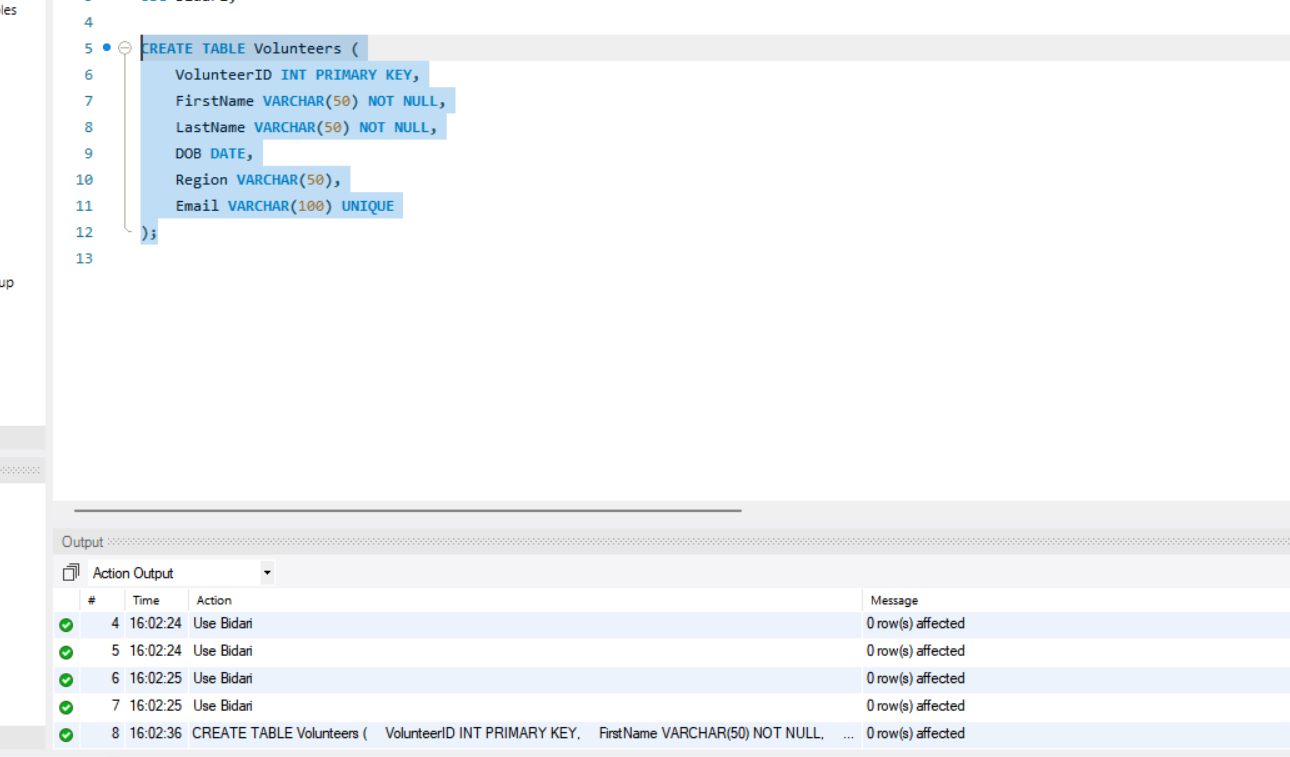 les
4
5 CREATE TABLE Volunteers (
6 VolunteerID INT PRIMARY KEY,
7 FirstName VARCHAR(50) NOT NULL,
8 LastName VARCHAR(50) NOT NULL,
9 DOB DATE,
10 Region VARCHAR(50),
11 Email VARCHAR(100) UNIQUE
12 );
13
up
Output
Action Output
# Time Action Message
4 16:02:24 Use Bidari 0 row(s) affected
5 16:02:24 Use Bidari 0 row(s) affected
6 16:02:25 Use Bidari 0 row(s) affected
7 16:02:25 Use Bidari 0 row(s) affected
8 16:02:36 CREATE TABLE Volunteers ( VolunteerID INT PRIMARY KEY, FirstName VARCHAR(50) NOT NULL, ... 0 row(s) affected